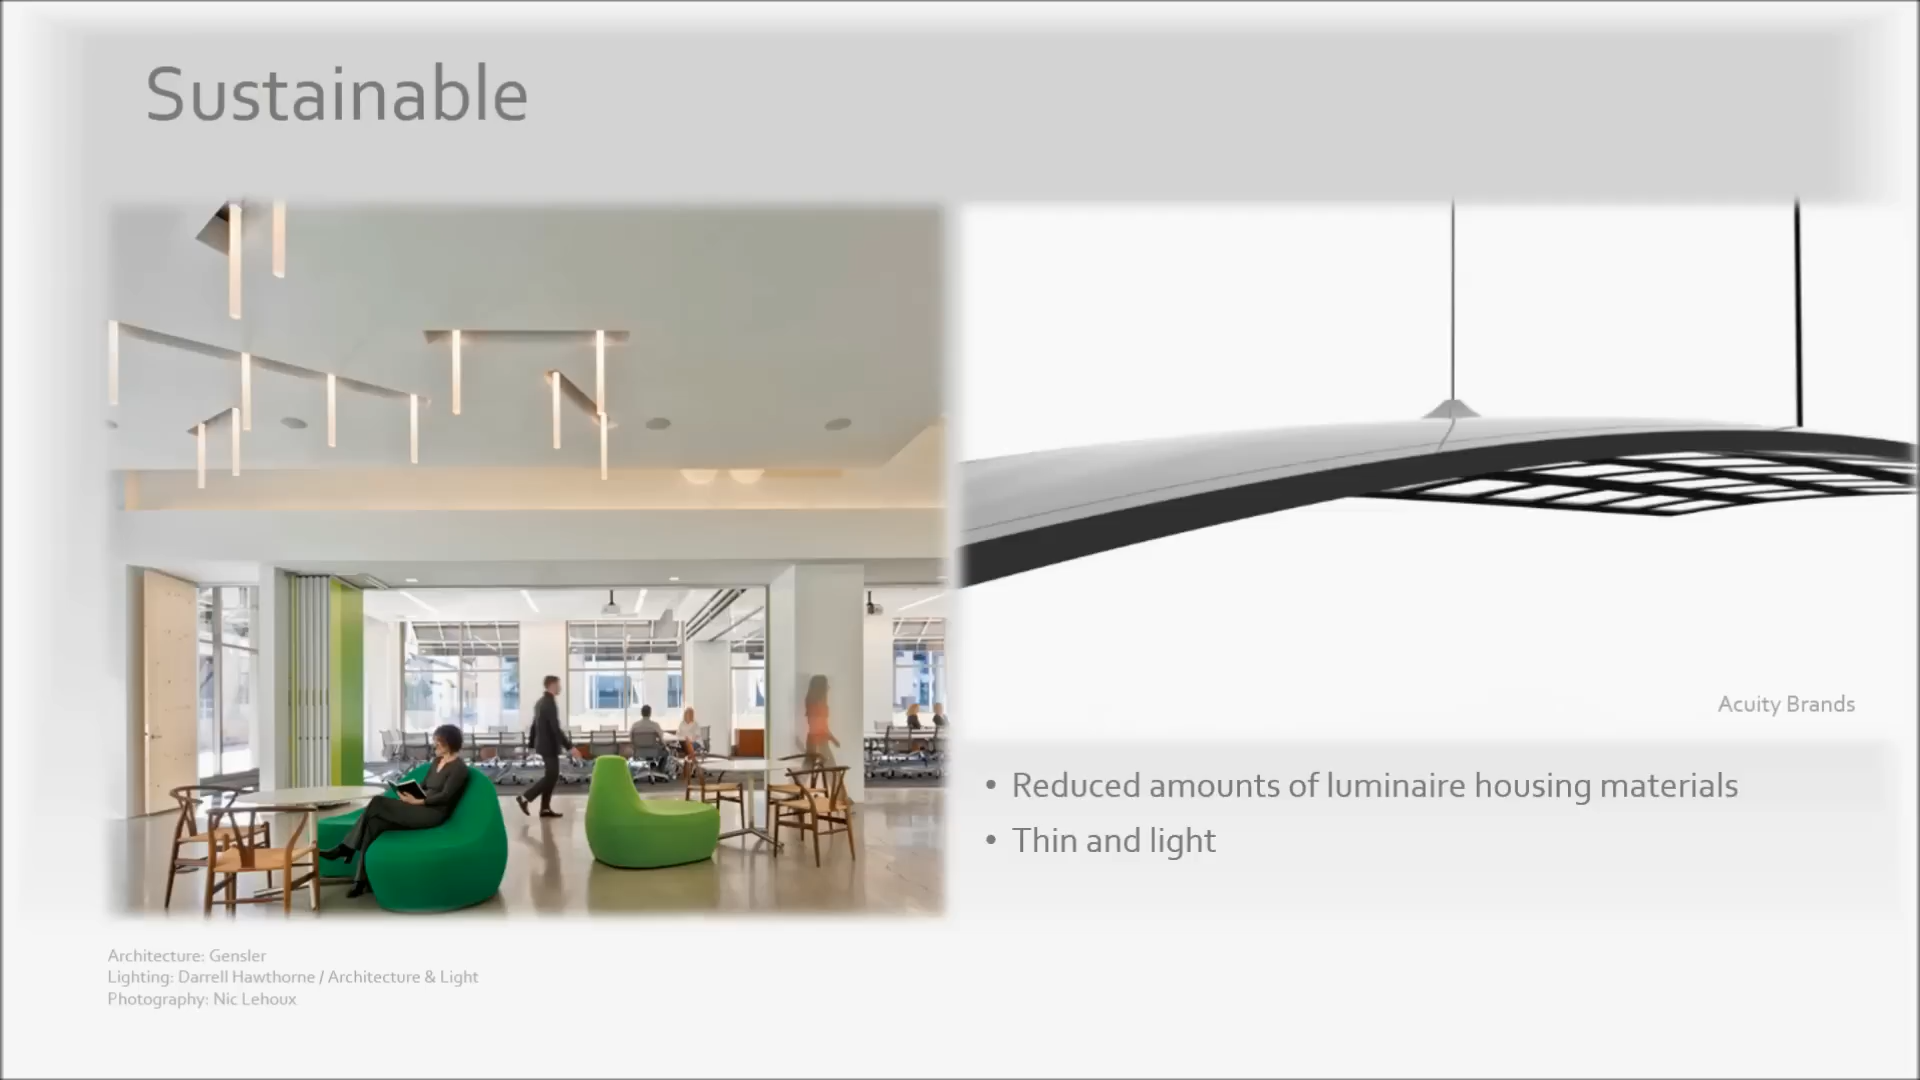 Sustainable
Acuity Brands
• Reduced amounts of luminaire housing materials
• Thin and light
Architecture: Gensler
Lighting: Darrell Hawthorne / Architecture & Light
Photography: Nic Lehoux